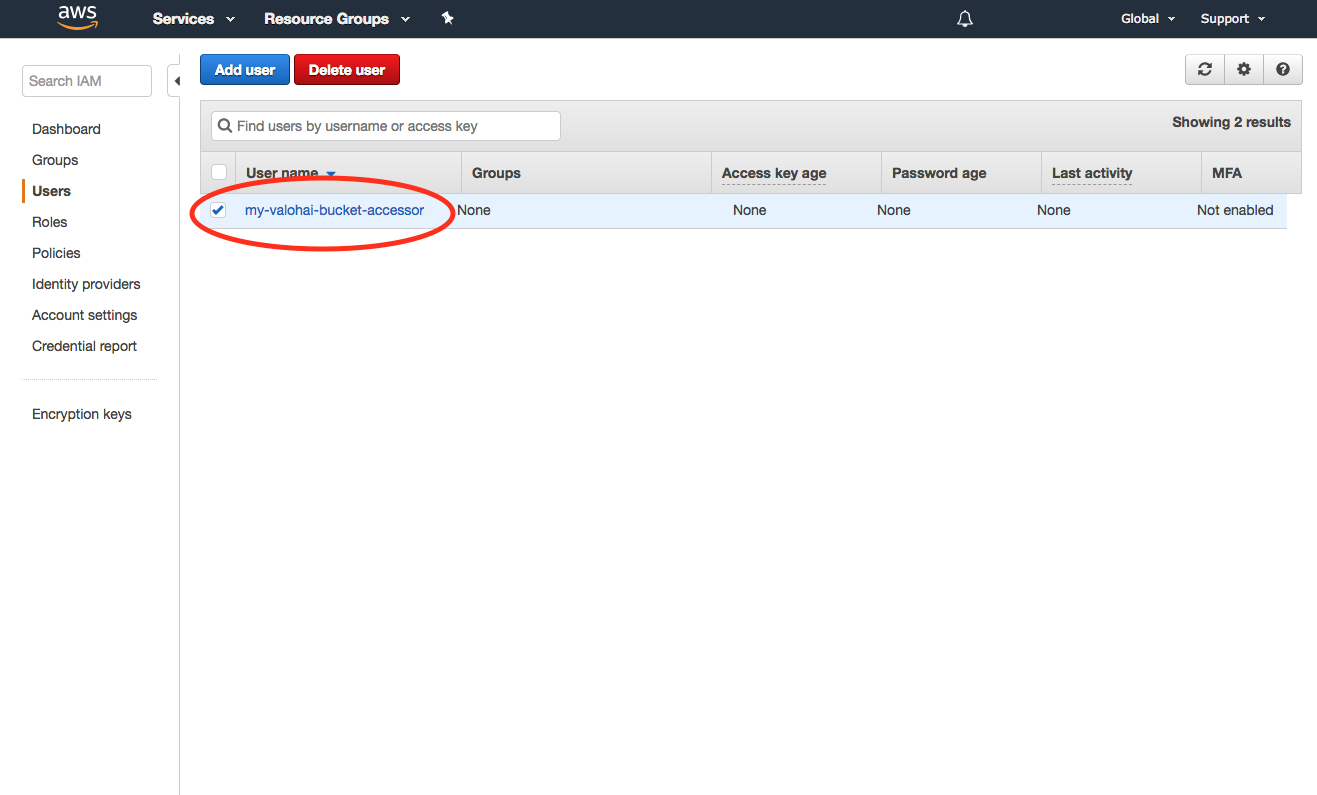 aws Services Resource Groups Global Support
Search IAM
Dashboard
Groups
Users
Roles
Policies
Identity providers
Account settings
Credential report
Encryption keys
Add user Delete user
Find users by username or access key Showing 2 results
User name Groups Access key age Password age Last activity MFA
my-valohai-bucket-accessor None None None None Not enabled